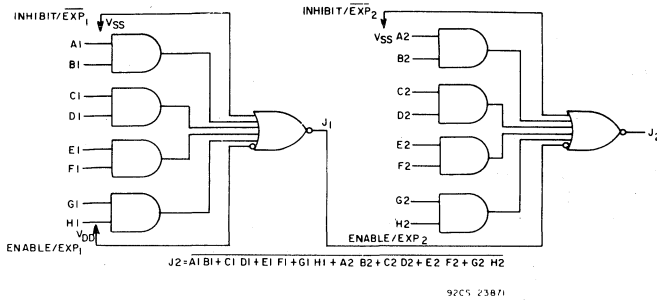 INHIBIT/EXP1
VSS
A1
B1
C1
D1
E1
F1
G1
H1
VDD
ENABLE/EXP1
J1
INHIBIT/EXP2
VSS
A2
B2
C2
D2
E2
F2
G2
H2
ENABLE/EXP2
J2
J2=A1 B1+C1 D1+E1 F1+G1 H1+A2 B2+C2 D2+E2 F2+G2 H2
92CS 23871